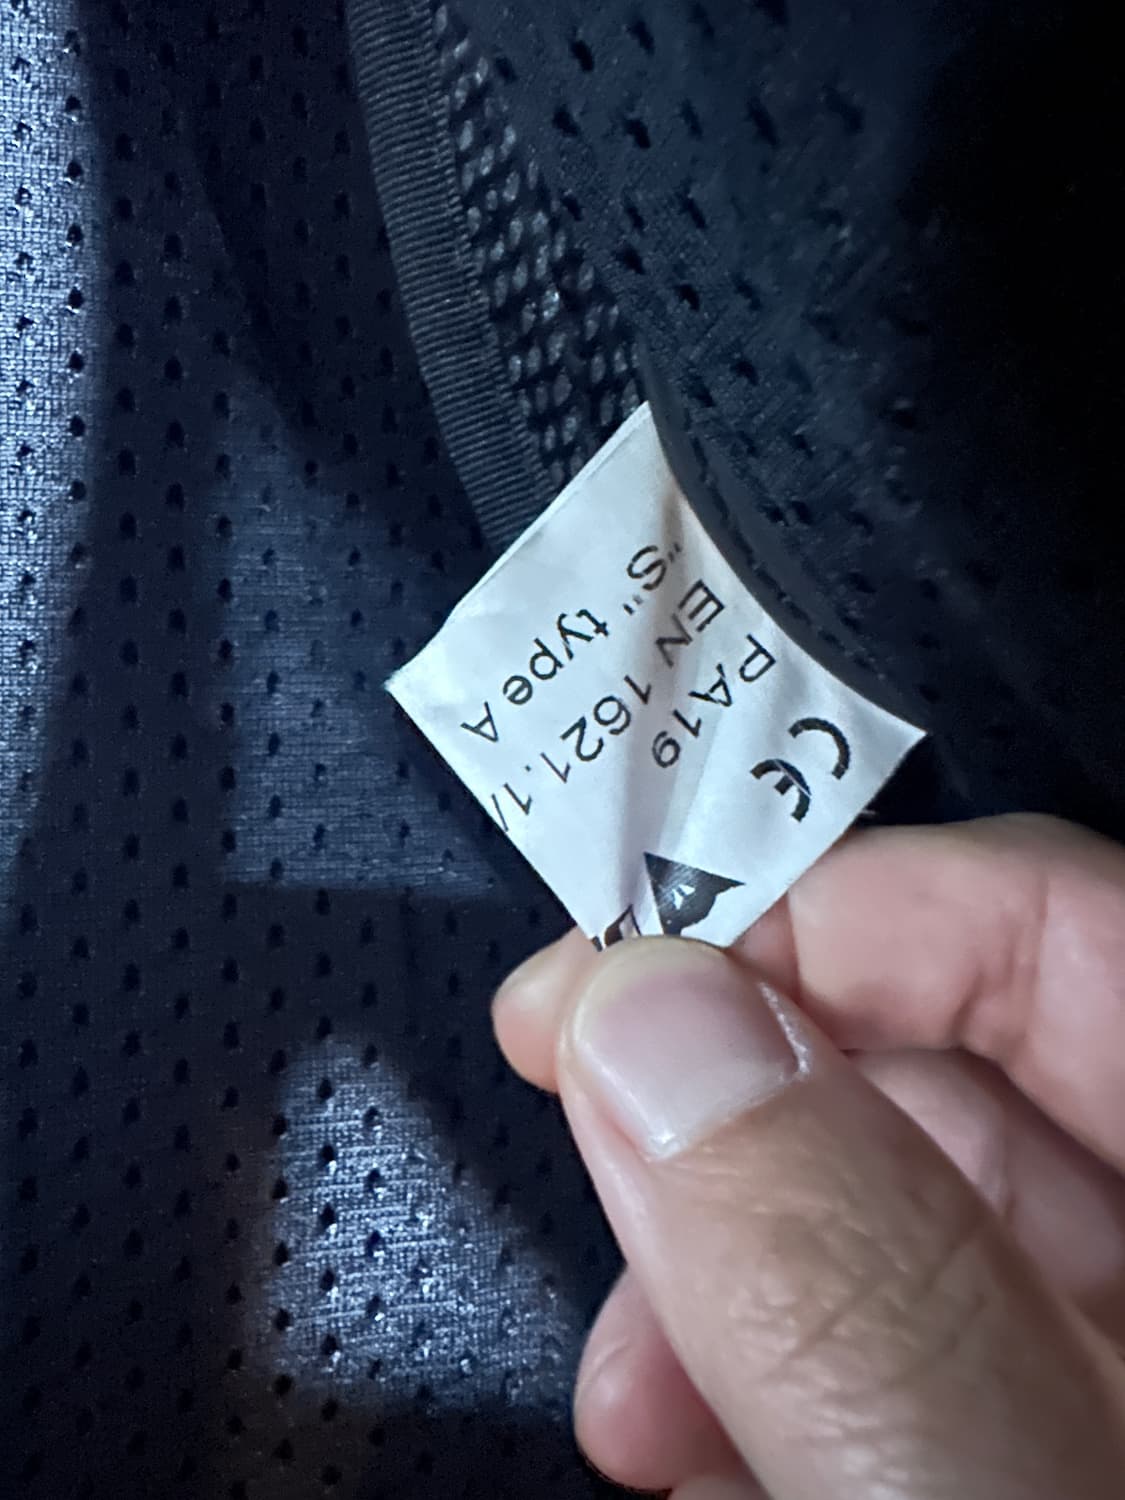 CE
PA19
EN 1621.1/
"S" type A